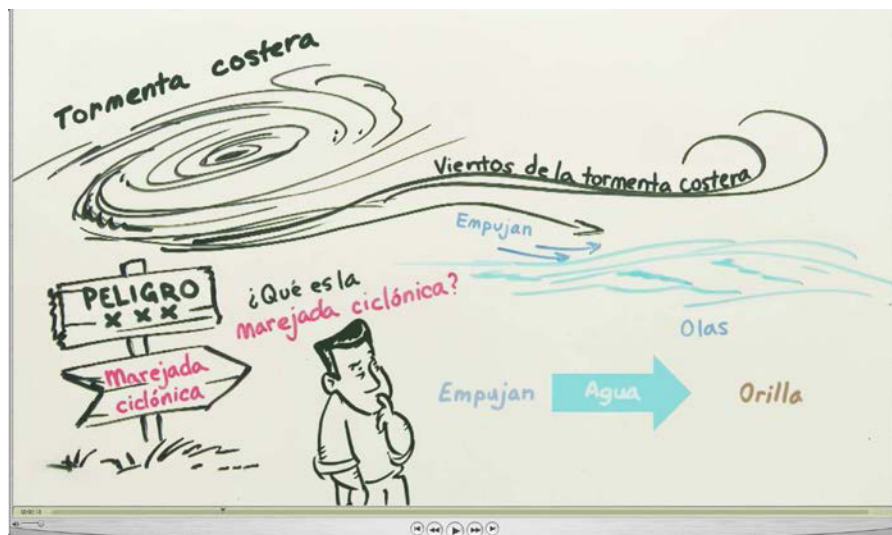 Tormenta costera
Vientos de la tormenta costera
Empujan
PELIGRO
x x x
¿Qué es la
marejada ciclónica?
Olas
Marejada
ciclónica
Empujan Agua Orilla